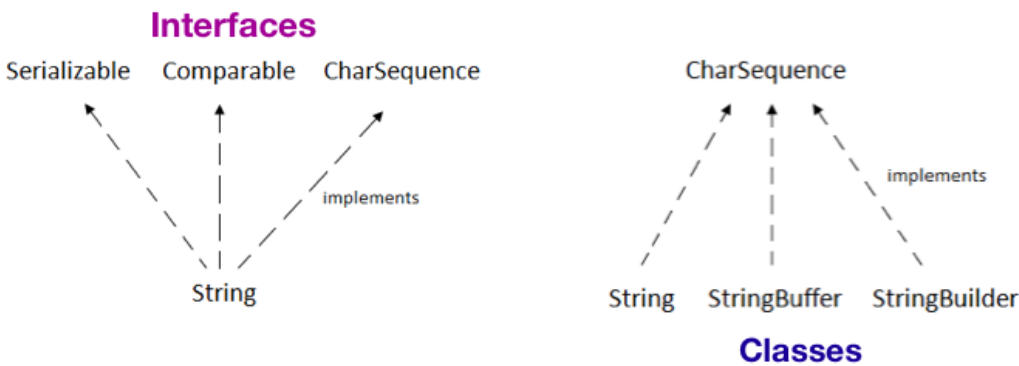 Interfaces
Serializable Comparable CharSequence
implements
String
CharSequence
implements
String StringBuffer StringBuilder
Classes